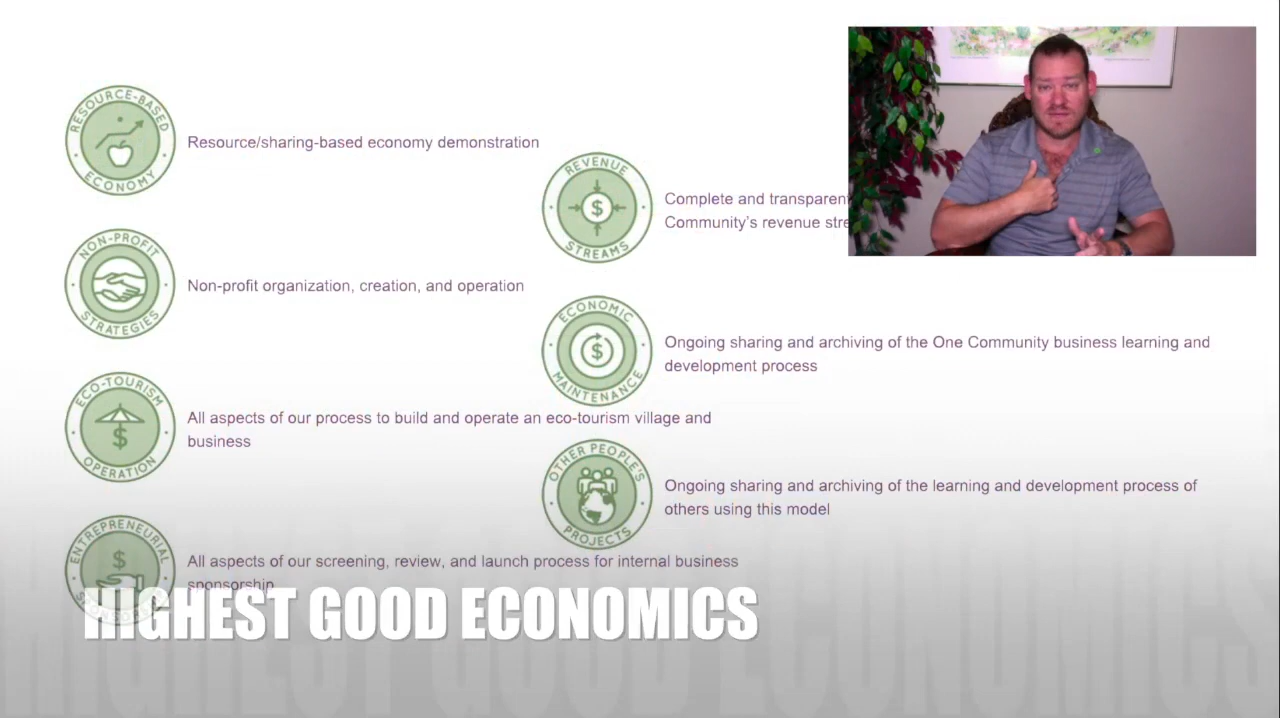 RESOURCE-BASED
ECONOMY
Resource/sharing-based economy demonstration
NON-PROFIT
STRATEGIES
Non-profit organization, creation, and operation
ECO-TOURISM
$
OPERATION
All aspects of our process to build and operate an eco-tourism village and
business
ENTREPRENEURIAL
$
All aspects of our screening, review, and launch process for internal business
sponsorship
REVENUE
$
STREAMS
Complete and transparen
Community's revenue stre
ECONOMIC
$
MAINTENANCE
Ongoing sharing and archiving of the One Community business learning and
development process
OTHER PEOPLE'S
PROJECTS
Ongoing sharing and archiving of the learning and development process of
others using this model
HIGHEST GOOD ECONOMICS
HIGHEST GOOD ECONOMICS